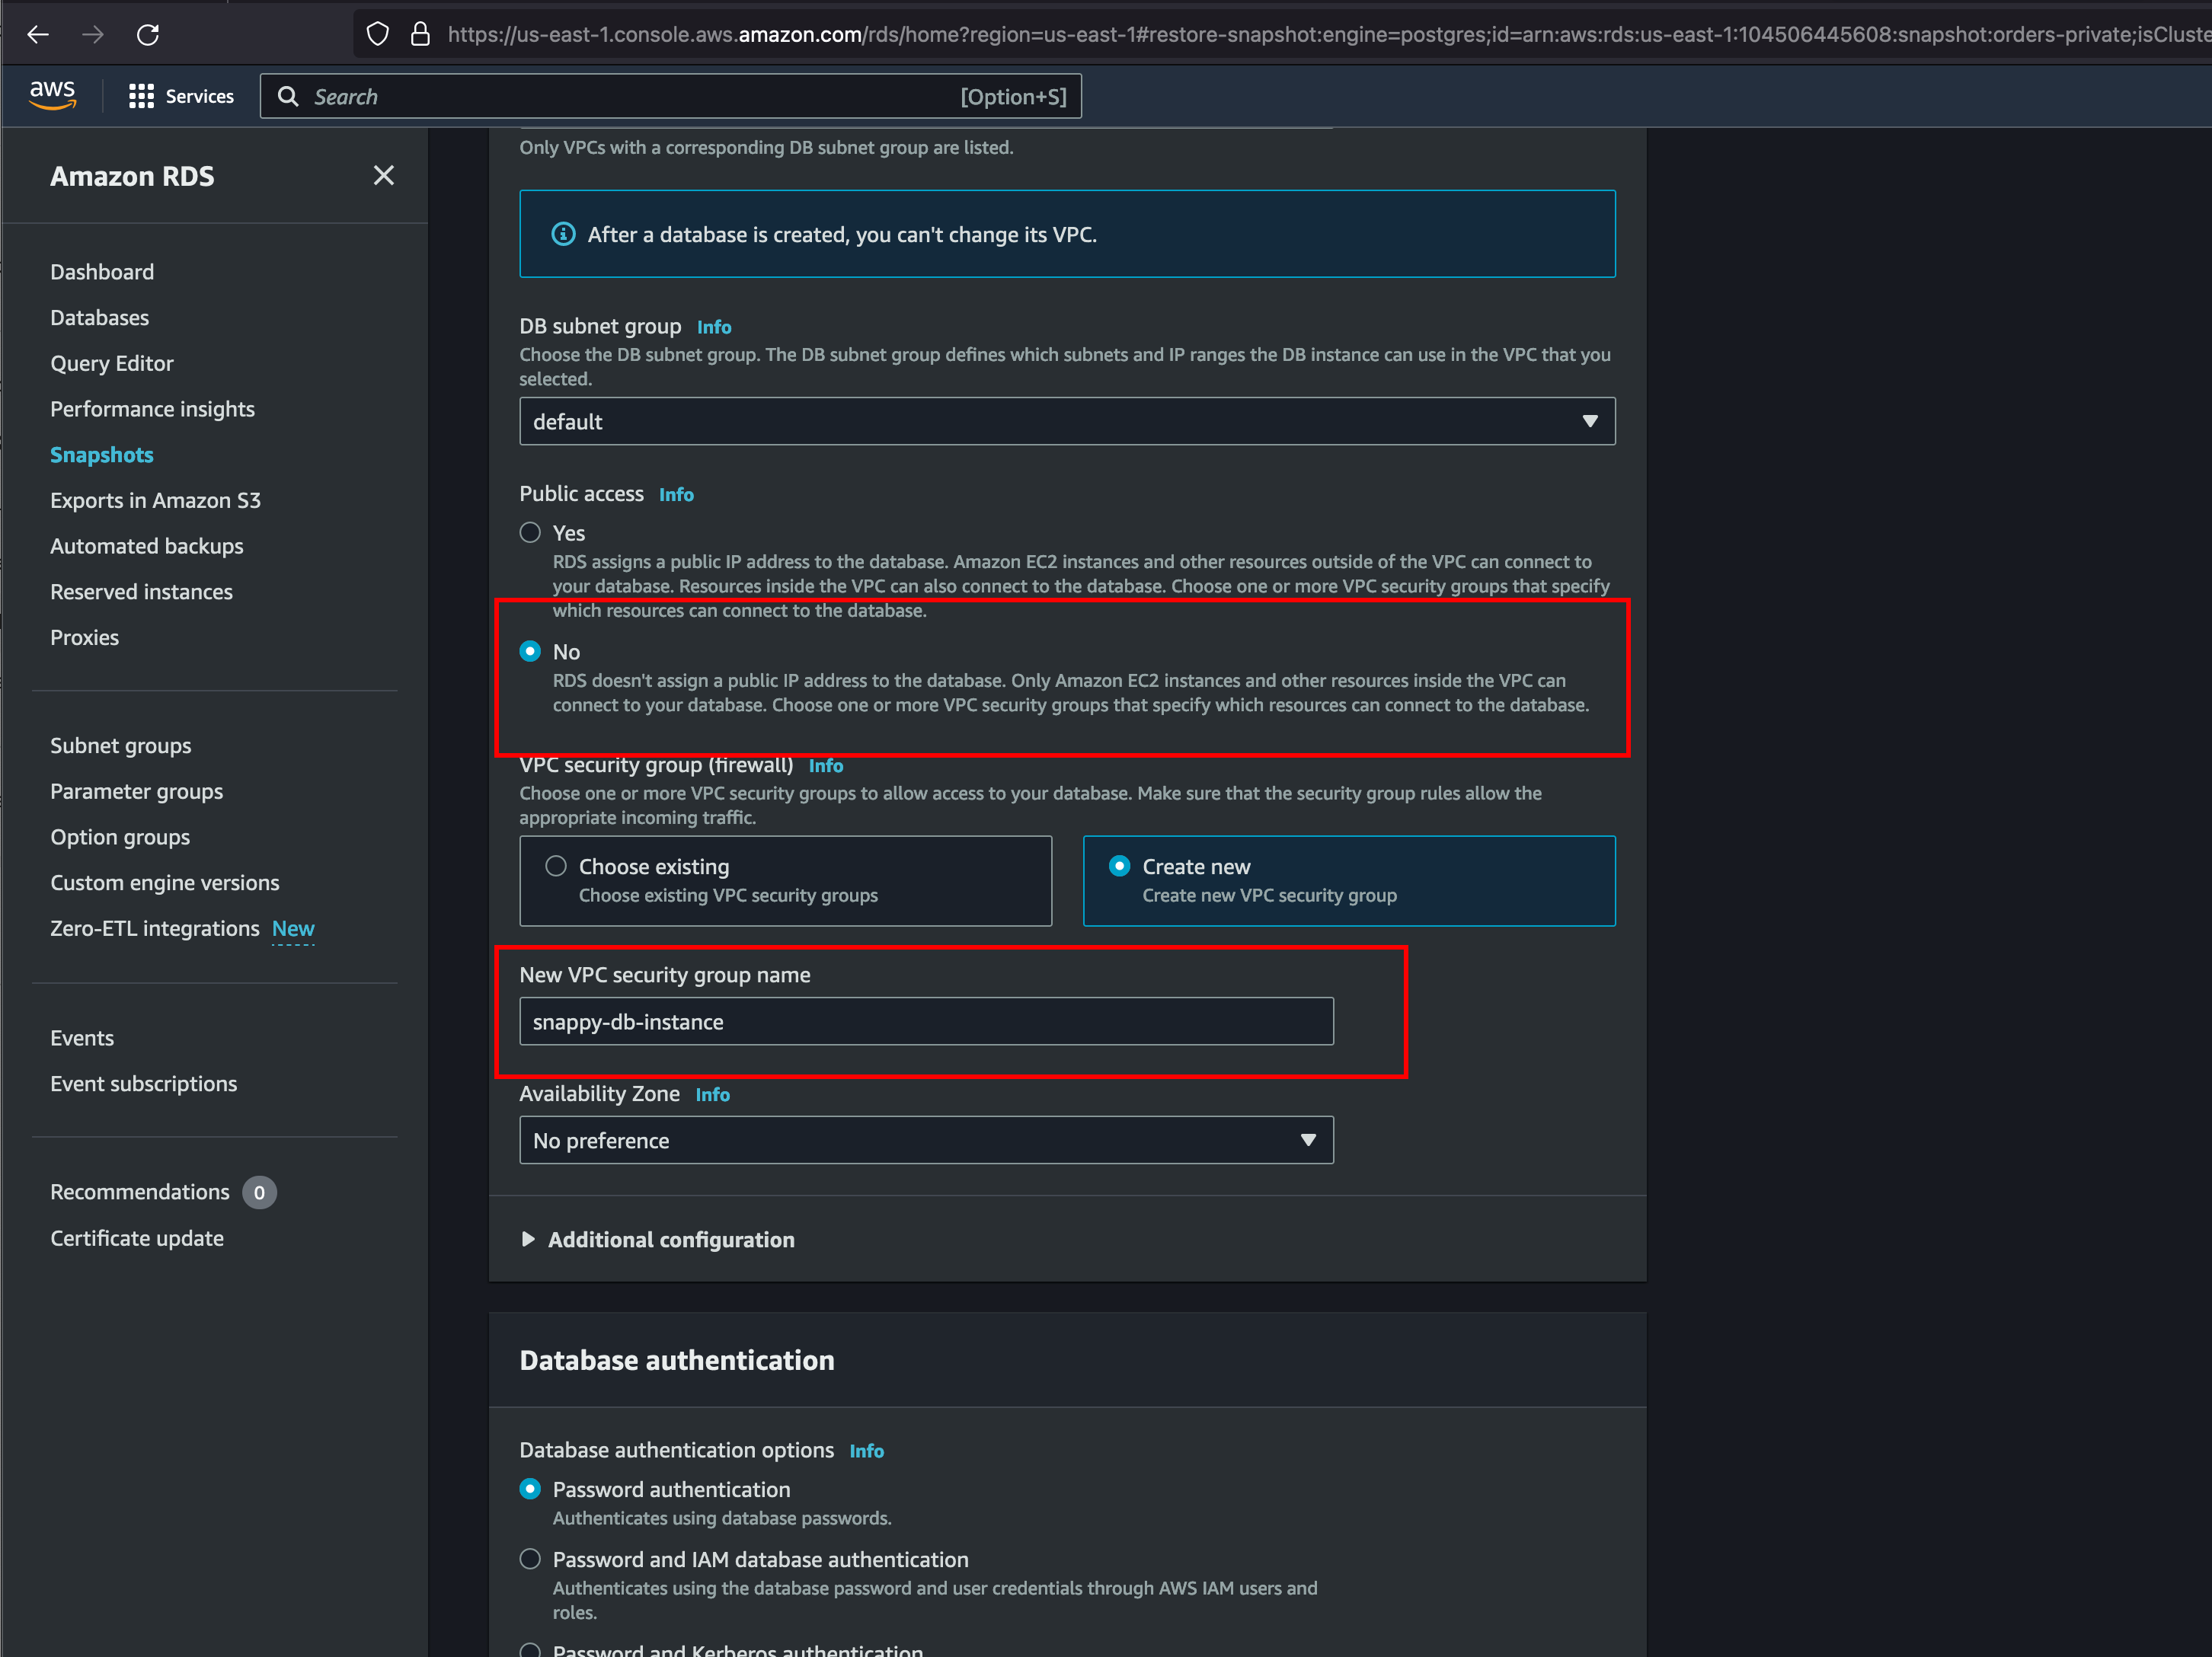 https://us-east-1.console.aws.amazon.com/rds/home?region=us-east-1#restore-snapshot:engine=postgres;id=arn:aws:rds:us-east-1:104506445608:snapshot:orders-private;isCluste
aws
Services
Search
[Option+S]
Amazon RDS
Dashboard
Databases
Query Editor
Performance insights
Snapshots
Exports in Amazon S3
Automated backups
Reserved instances
Proxies
Subnet groups
Parameter groups
Option groups
Custom engine versions
Zero-ETL integrations New
Events
Event subscriptions
Recommendations 0
Certificate update
Only VPCs with a corresponding DB subnet group are listed.
After a database is created, you can't change its VPC.
DB subnet group Info
Choose the DB subnet group. The DB subnet group defines which subnets and IP ranges the DB instance can use in the VPC that you
selected.
default
Public access Info
Yes
RDS assigns a public IP address to the database. Amazon EC2 instances and other resources outside of the VPC can connect to
your database. Resources inside the VPC can also connect to the database. Choose one or more VPC security groups that specify
which resources can connect to the database.
No
RDS doesn't assign a public IP address to the database. Only Amazon EC2 instances and other resources inside the VPC can
connect to your database. Choose one or more VPC security groups that specify which resources can connect to the database.
VPC security group (firewall) Info
Choose one or more VPC security groups to allow access to your database. Make sure that the security group rules allow the
appropriate incoming traffic.
Choose existing
Choose existing VPC security groups
Create new
Create new VPC security group
New VPC security group name
snappy-db-instance
Availability Zone Info
No preference
Additional configuration
Database authentication
Database authentication options Info
Password authentication
Authenticates using database passwords.
Password and IAM database authentication
Authenticates using the database password and user credentials through AWS IAM users and
roles.
Password and Kerberos authentication